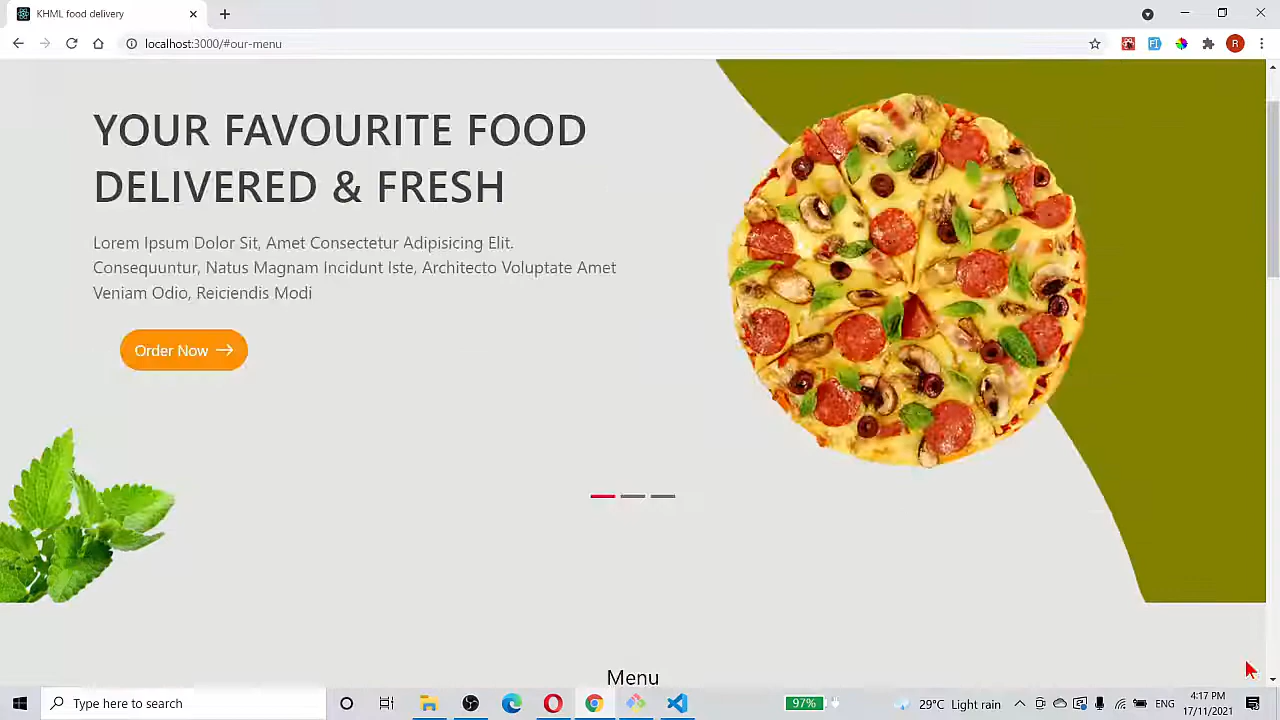 KHML food delivery
localhost:3000/#our-menu
R
YOUR FAVOURITE FOOD
DELIVERED & FRESH
Lorem Ipsum Dolor Sit, Amet Consectetur Adipisicing Elit.
Consequuntur, Natus Magnam Incidunt Iste, Architecto Voluptate Amet
Veniam Odio, Reiciendis Modi
Order Now
Menu
Type here to search
97%
29°C Light rain
ENG
4:17 PM
17/11/2021